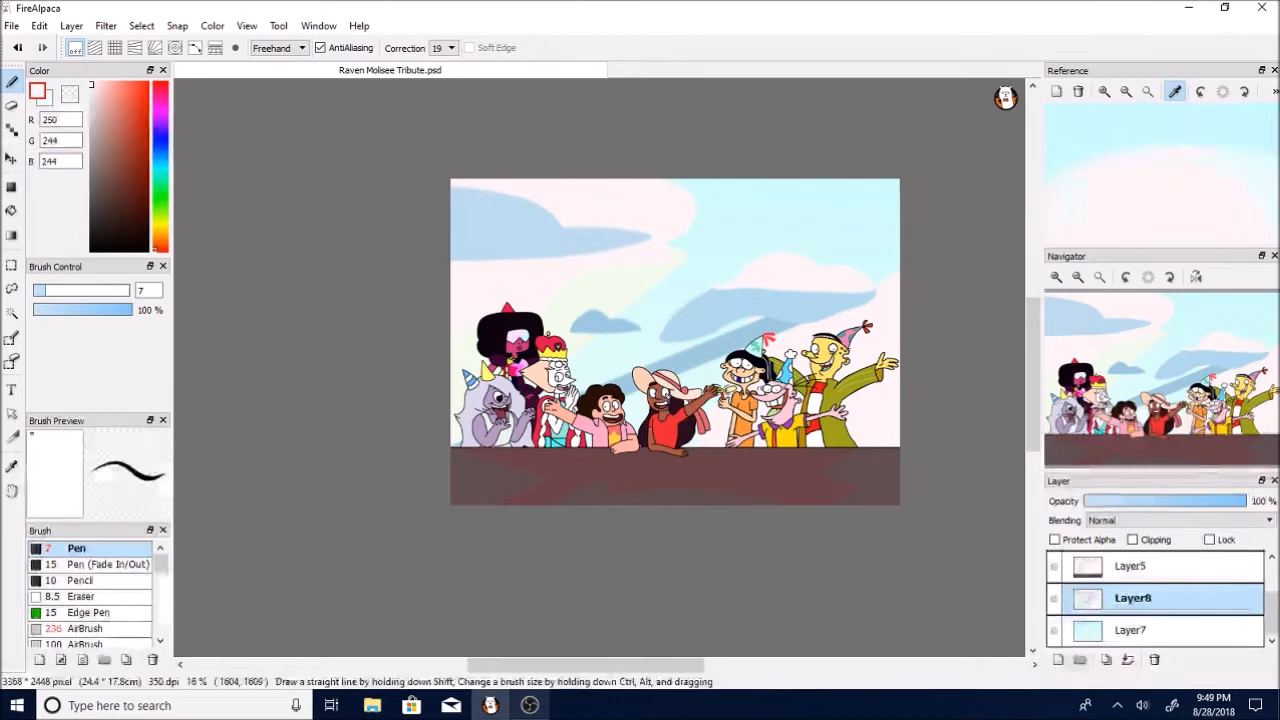 FireAlpaca
File Edit Layer Filter Select Snap Color View Tool Window Help
off Freehand AntiAliasing Correction 19 Soft Edge
Color Raven Molisee Tribute.psd Reference
R 250
G 244
B 244
Brush Control
7
100 %
Navigator
Brush Preview
Layer
Opacity 100 %
Blending Normal
Protect Alpha Clipping Lock
Brush
7 Pen
15 Pen (Fade In/Out)
10 Pencil
8.5 Eraser
15 Edge Pen
236 AirBrush
100 AirBrush
Layer5
Layer8
Layer7
3368 * 2448 pixel (24.4 * 17.8cm) 350 dpi 16 % ( 1604, 1609 ) Draw a straight line by holding down Shift, Change a brush size by holding down Ctrl, Alt, and dragging
Type here to search
9:49 PM
8/28/2018